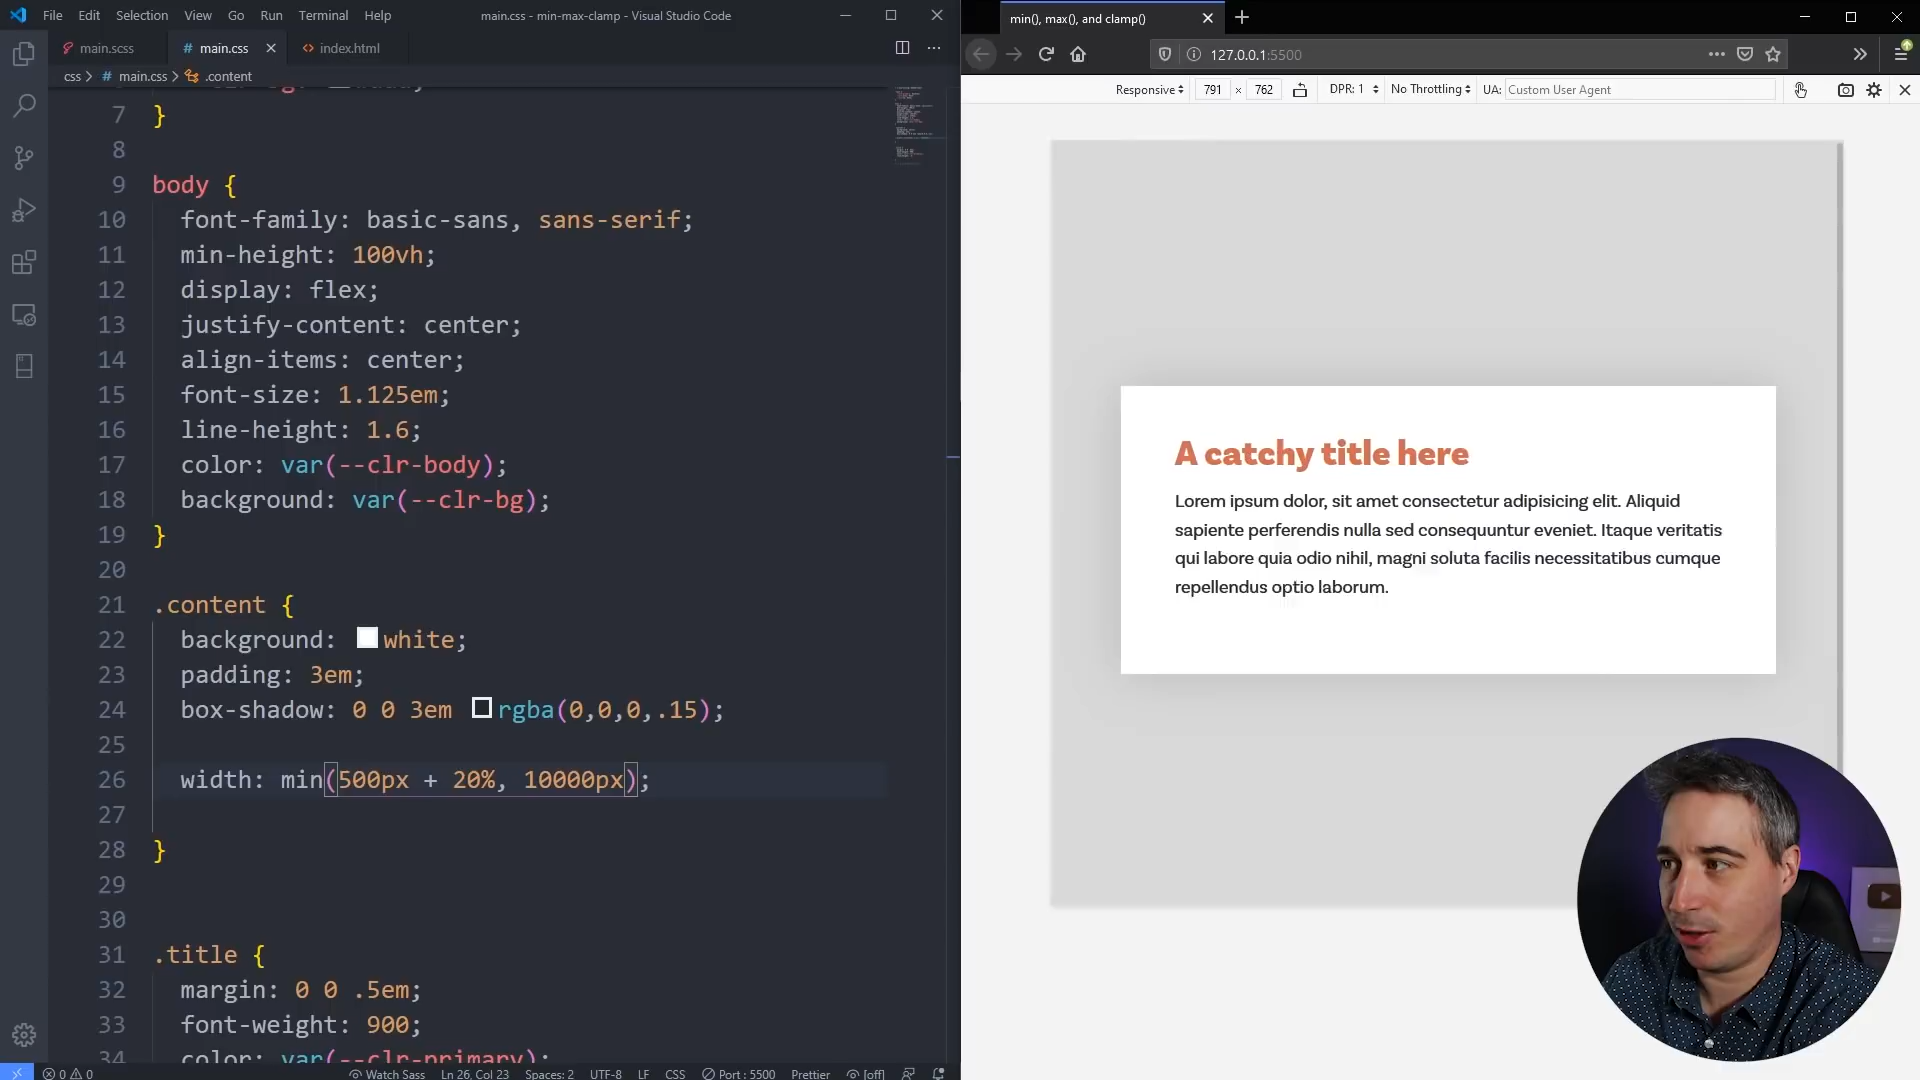 File Edit Selection View Go Run Terminal Help
main.css - min-max-clamp - Visual Studio Code
main.scss
# main.css
<> index.html
css > # main.css > .content
7 }
8
9 body {
10 font-family: basic-sans, sans-serif;
11 min-height: 100vh;
12 display: flex;
13 justify-content: center;
14 align-items: center;
15 font-size: 1.125em;
16 line-height: 1.6;
17 color: var(--clr-body);
18 background: var(--clr-bg);
19 }
20
21 .content {
22 background: white;
23 padding: 3em;
24 box-shadow: 0 0 3em rgba(0,0,0,.15);
25
26 width: min(500px + 20%, 10000px);
27
28 }
29
30
31 .title {
32 margin: 0 0 .5em;
33 font-weight: 900;
34 color: var(--clr-primary);
0 0
Watch Sass
Ln 26, Col 23
Spaces: 2
UTF-8
LF
CSS
Port : 5500
Prettier
[off]
min(), max(), and clamp()
127.0.0.1:5500
Responsive 791 × 762 DPR: 1 No Throttling UA: Custom User Agent
A catchy title here
Lorem ipsum dolor, sit amet consectetur adipisicing elit. Aliquid
sapiente perferendis nulla sed consequuntur eveniet. Itaque veritatis
qui labore quia odio nihil, magni soluta facilis necessitatibus cumque
repellendus optio laborum.